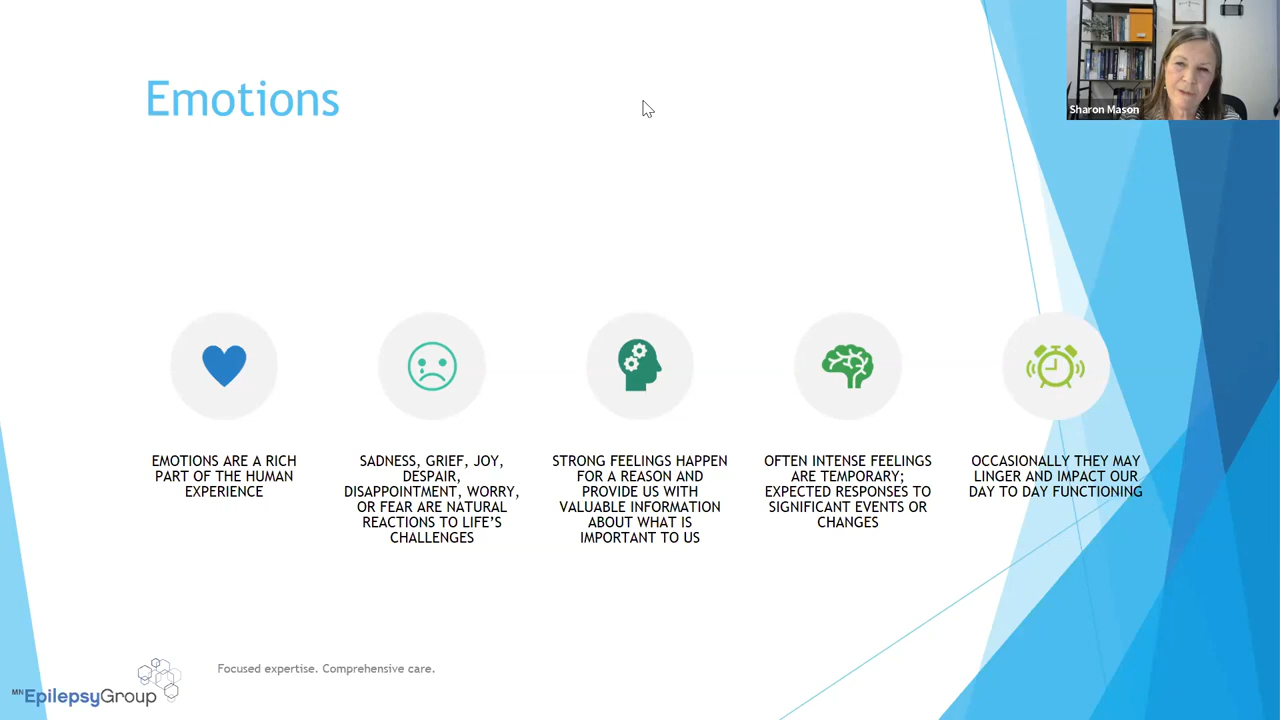 Emotions
Sharon Mason
EMOTIONS ARE A RICH
PART OF THE HUMAN
EXPERIENCE
SADNESS, GRIEF, JOY,
DESPAIR,
DISAPPOINTMENT, WORRY,
OR FEAR ARE NATURAL
REACTIONS TO LIFE'S
CHALLENGES
STRONG FEELINGS HAPPEN
FOR A REASON AND
PROVIDE US WITH
VALUABLE INFORMATION
ABOUT WHAT IS
IMPORTANT TO US
OFTEN INTENSE FEELINGS
ARE TEMPORARY;
EXPECTED RESPONSES TO
SIGNIFICANT EVENTS OR
CHANGES
OCCASIONALLY THEY MAY
LINGER AND IMPACT OUR
DAY TO DAY FUNCTIONING
MN EpilepsyGroup
Focused expertise. Comprehensive care.